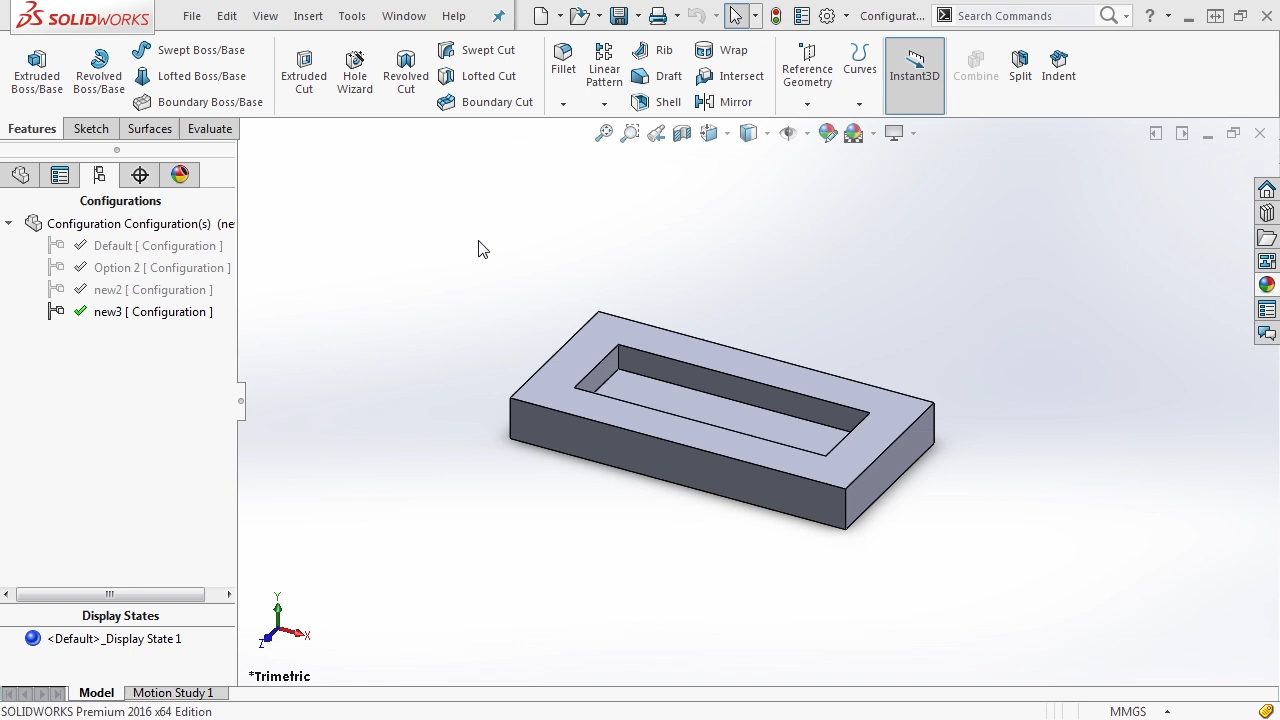 SOLIDWORKS File Edit View Insert Tools Window Help Configurat... Search Commands ?
Extruded Boss/Base
Revolved Boss/Base
Swept Boss/Base
Lofted Boss/Base
Boundary Boss/Base
Extruded Cut
Hole Wizard
Revolved Cut
Swept Cut
Lofted Cut
Boundary Cut
Fillet
Linear Pattern
Rib
Draft
Shell
Wrap
Intersect
Mirror
Reference Geometry
Curves
Instant3D
Combine
Split
Indent
Features Sketch Surfaces Evaluate
Configurations
Configuration Configuration(s) (ne
Default [ Configuration ]
Option 2 [ Configuration ]
new2 [ Configuration ]
new3 [ Configuration ]
Display States
<Default>_Display State 1
Y
X
Z
*Trimetric
Model Motion Study 1
SOLIDWORKS Premium 2016 x64 Edition MMGS